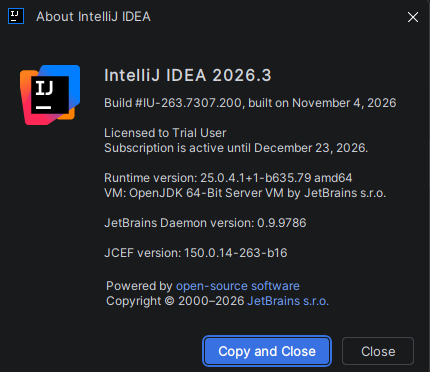 About IntelliJ IDEA
IntelliJ IDEA 2026.3
Build #IU-263.7307.200, built on November 4, 2026
Licensed to Trial User
Subscription is active until December 23, 2026.
Runtime version: 25.0.4.1+1-b635.79 amd64
VM: OpenJDK 64-Bit Server VM by JetBrains s.r.o.
JetBrains Daemon version: 0.9.9786
JCEF version: 150.0.14-263-b16
Powered by open-source software
Copyright © 2000–2026 JetBrains s.r.o.
Copy and Close
Close
IJ
IJ